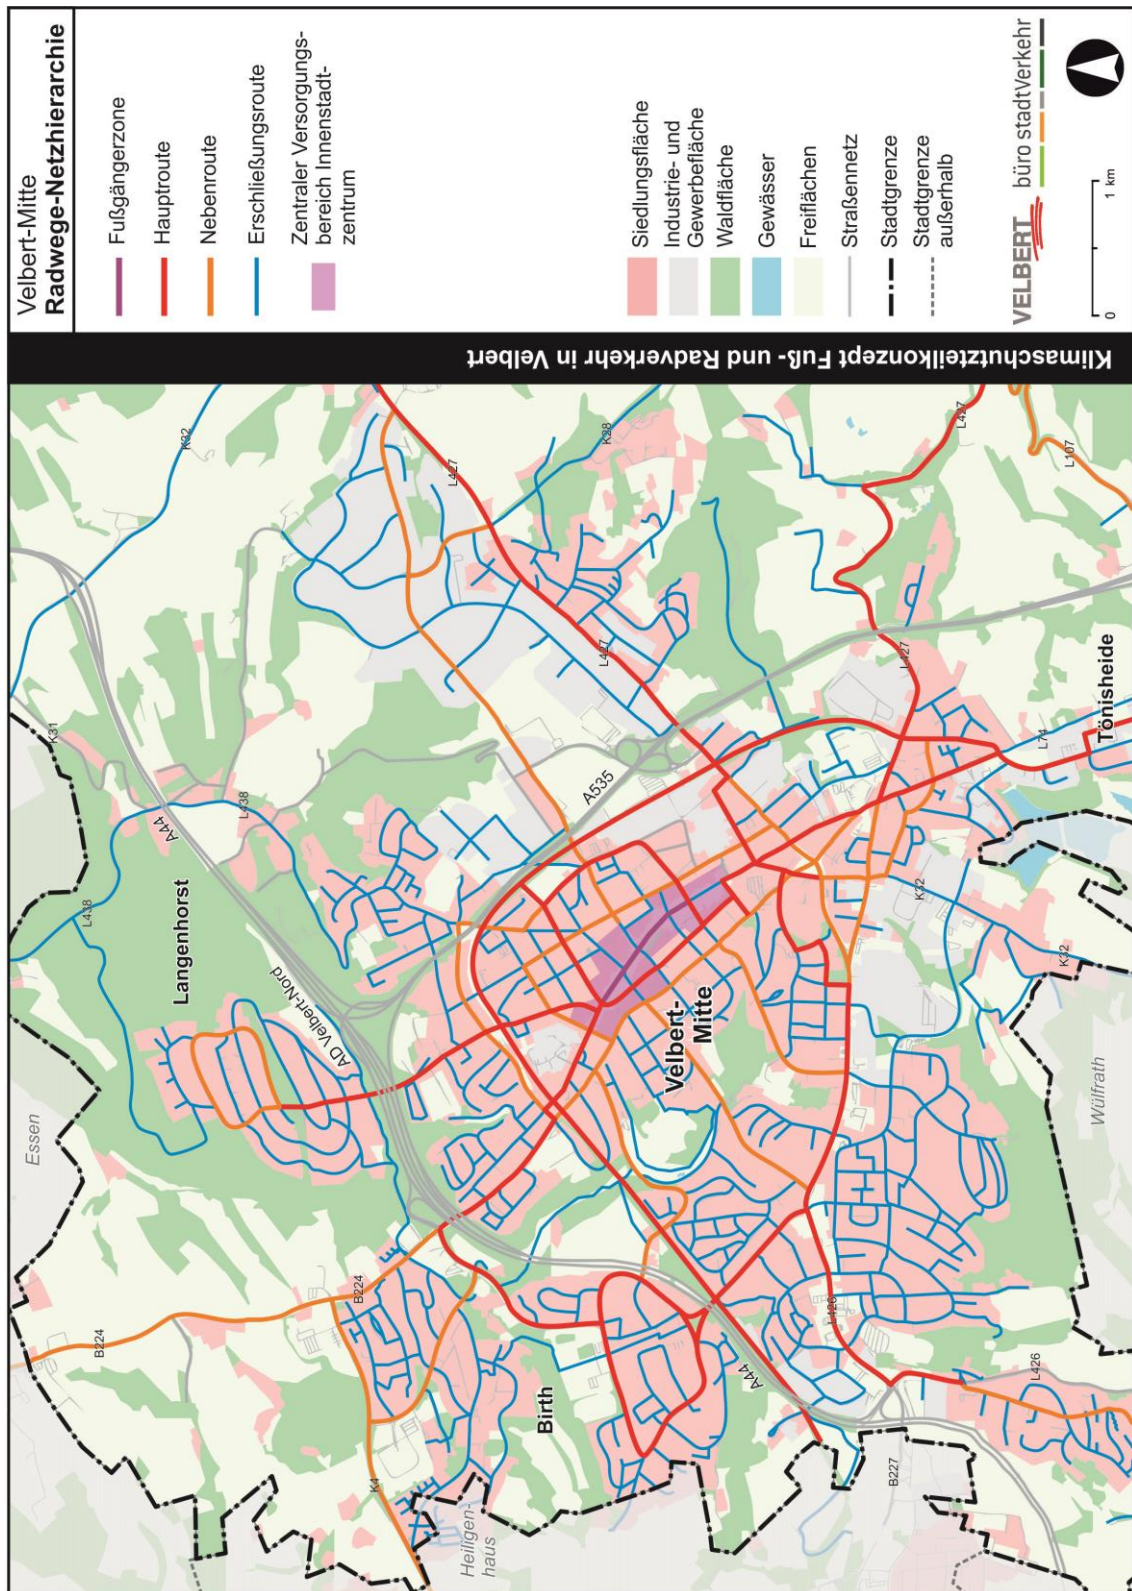 Velbert-Mitte
Radwege-Netzhierarchie
Fußgängerzone
Hauptroute
Nebenroute
Erschließungsroute
Zentraler Versorgungs-
bereich Innenstadt-
zentrum
Siedlungsfläche
Industrie- und
Gewerbefläche
Waldfläche
Gewässer
Freiflächen
Straßennetz
Stadtgrenze
Stadtgrenze
außerhalb
VELBERT
büro stadtVerkehr
0
1 km
Klimaschutzteilkonzept Fuß- und Radverkehr in Velbert
Essen
B224
B224
K4
Heiligen-
haus
Birth
Langenhorst
AD Velbert-Nord
L438
A44
K31
L438
K32
A535
L427
K28
L427
Velbert-
Mitte
A44
B227
L426
L426
Wülfrath
K32
K32
L427
L74
Tönisheide
L427
L107